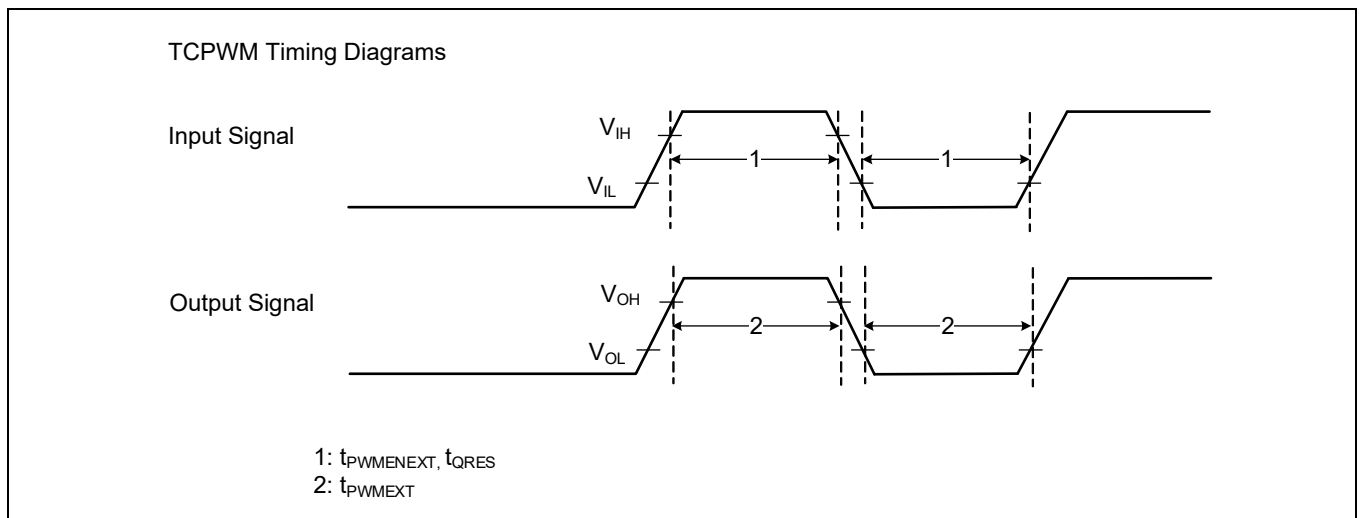 TCPWM Timing Diagrams
Input Signal
VIH
1
1
VIL
Output Signal
VOH
2
2
VOL
1: tPWMENEXT, tQRES
2: tPWMEXT